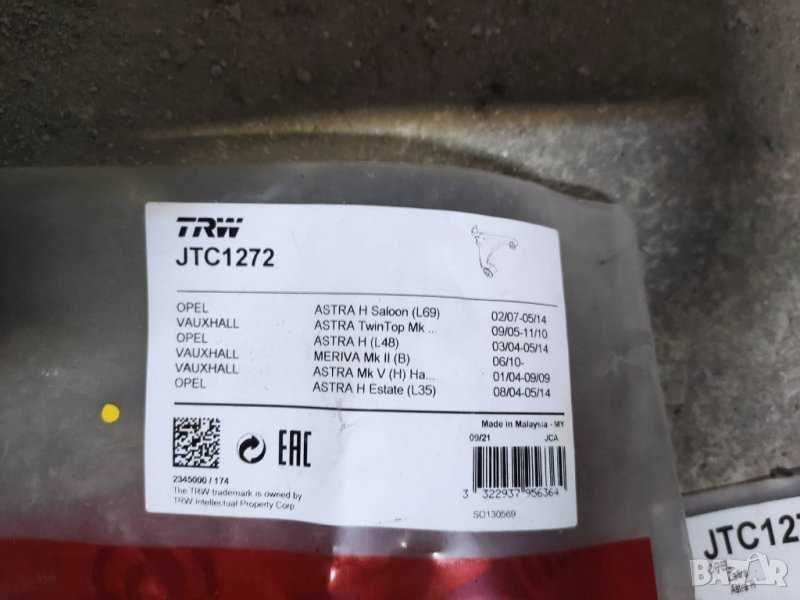 TRW
JTC1272
OPEL ASTRA H Saloon (L69) 02/07-05/14
VAUXHALL ASTRA TwinTop Mk ... 09/05-11/10
OPEL ASTRA H (L48) 03/04-05/14
VAUXHALL MERIVA Mk II (B) 06/10-
VAUXHALL ASTRA Mk V (H) Ha... 01/04-09/09
OPEL ASTRA H Estate (L35) 08/04-05/14
Made in Malaysia - MY
09/21 JCA
EAC
2345000 / 174
The TRW trademark is owned by
TRW Intellectual Property Corp
3 322937 956364
SO130569
JTC127
bazar.bg